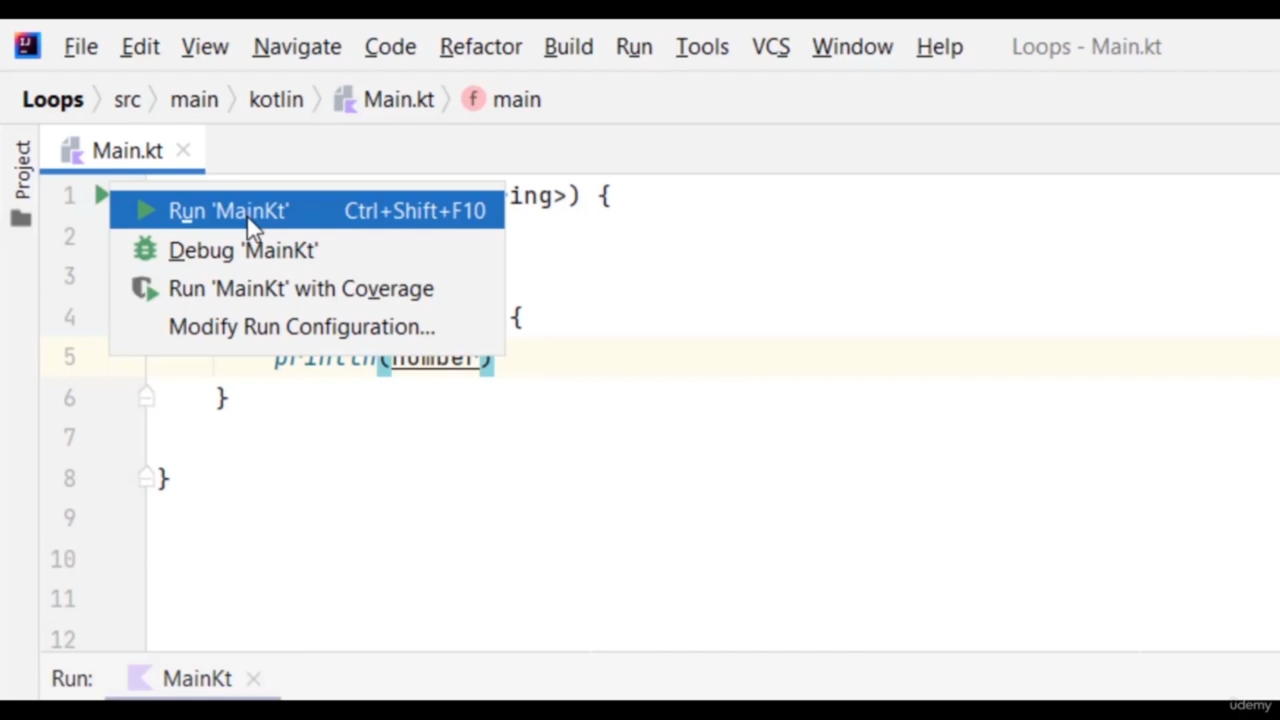 File Edit View Navigate Code Refactor Build Run Tools VCS Window Help Loops - Main.kt
Loops src main kotlin Main.kt f main
Project
Main.kt
1 ing>) {
Run 'MainKt' Ctrl+Shift+F10
2
Debug 'MainKt'
3
Run 'MainKt' with Coverage
4 {
Modify Run Configuration...
5 println(number)
6 }
7
8 }
9
10
11
12
Run: MainKt
udemy